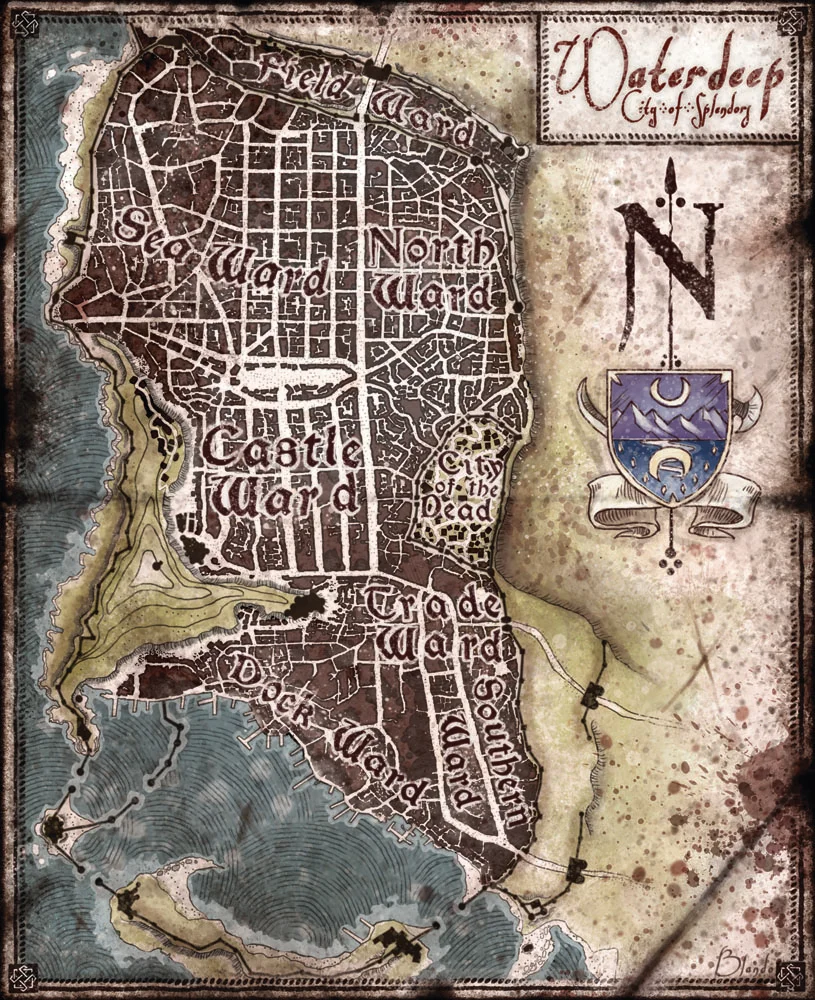 Waterdeep
City of Splendors
Field Ward
N
Sea Ward
North
Ward
Castle
Ward
City
of the
Dead
Trade
Ward
Dock Ward
Southern
Ward
Blando